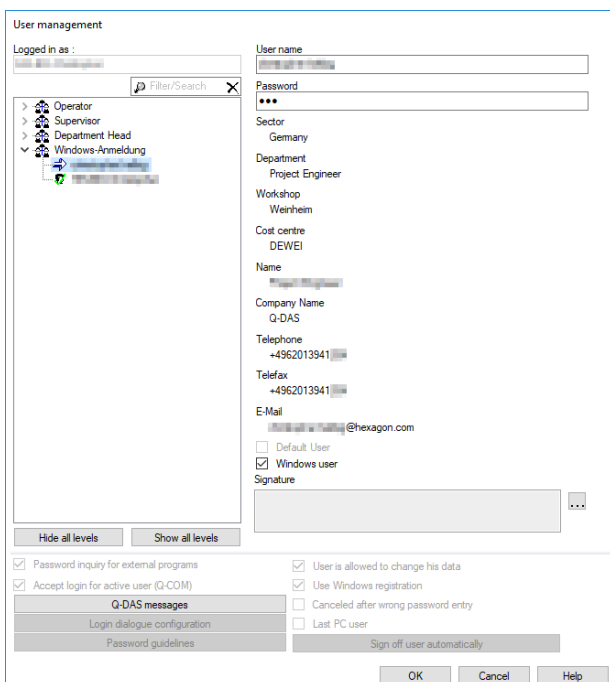 User management
Logged in as :
Filter/Search
Operator
Supervisor
Department Head
Windows-Anmeldung
Hide all levels
Show all levels
User name
Password
•••
Sector
Germany
Department
Project Engineer
Workshop
Weinheim
Cost centre
DEWEI
Name
Company Name
Q-DAS
Telephone
+4962013941
Telefax
+4962013941
E-Mail
@hexagon.com
Default User
Windows user
Signature
...
Password inquiry for external programs
Accept login for active user (Q-COM)
Q-DAS messages
Login dialogue configuration
Password guidelines
User is allowed to change his data
Use Windows registration
Canceled after wrong password entry
Last PC user
Sign off user automatically
OK
Cancel
Help